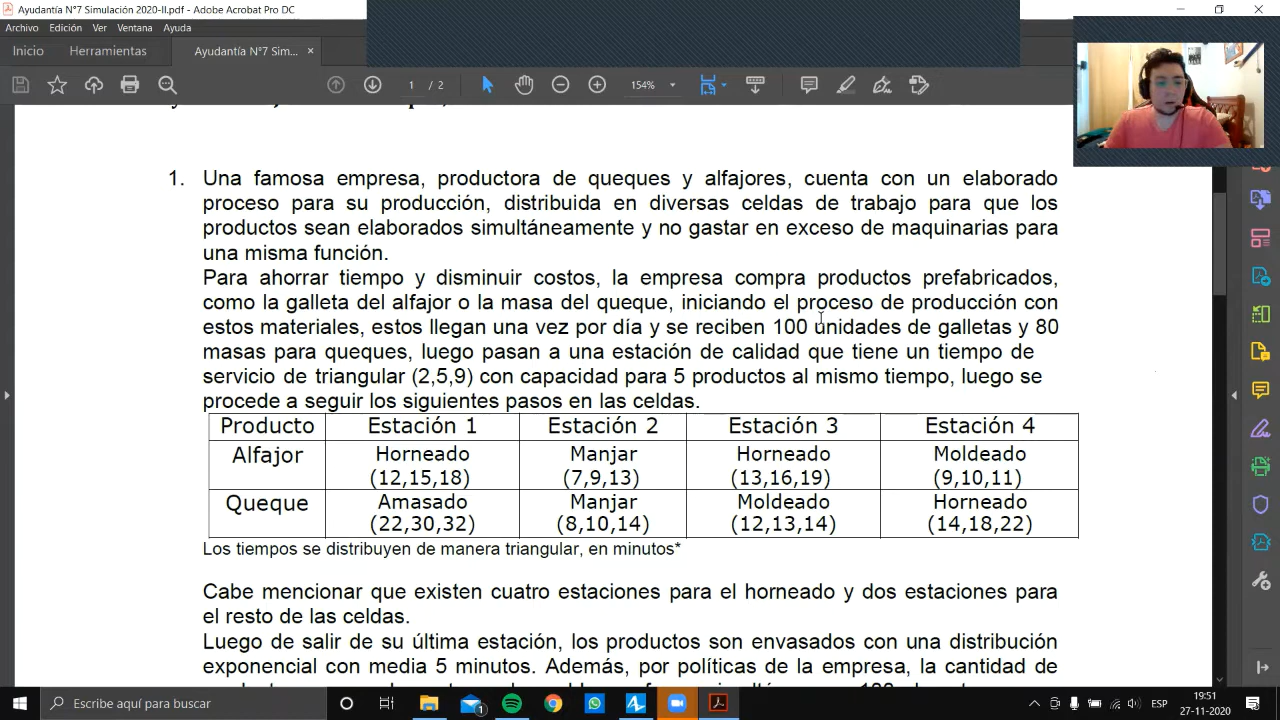 Ayudantía N°7 Simulación 2020-II.pdf - Adobe Acrobat Pro DC
Archivo Edición Ver Ventana Ayuda
Inicio Herramientas Ayudantía N°7 Sim... ×
1 / 2 154%
1. Una famosa empresa, productora de queques y alfajores, cuenta con un elaborado
proceso para su producción, distribuida en diversas celdas de trabajo para que los
productos sean elaborados simultáneamente y no gastar en exceso de maquinarias para
una misma función.
Para ahorrar tiempo y disminuir costos, la empresa compra productos prefabricados,
como la galleta del alfajor o la masa del queque, iniciando el proceso de producción con
estos materiales, estos llegan una vez por día y se reciben 100 unidades de galletas y 80
masas para queques, luego pasan a una estación de calidad que tiene un tiempo de
servicio de triangular (2,5,9) con capacidad para 5 productos al mismo tiempo, luego se
procede a seguir los siguientes pasos en las celdas.
Producto Estación 1 Estación 2 Estación 3 Estación 4
Alfajor Horneado Manjar Horneado Moldeado
(12,15,18) (7,9,13) (13,16,19) (9,10,11)
Queque Amasado Manjar Moldeado Horneado
(22,30,32) (8,10,14) (12,13,14) (14,18,22)
Los tiempos se distribuyen de manera triangular, en minutos*
Cabe mencionar que existen cuatro estaciones para el horneado y dos estaciones para
el resto de las celdas.
Luego de salir de su última estación, los productos son envasados con una distribución
exponencial con media 5 minutos. Además, por políticas de la empresa, la cantidad de
Escribe aquí para buscar
1
ESP
19:51
27-11-2020